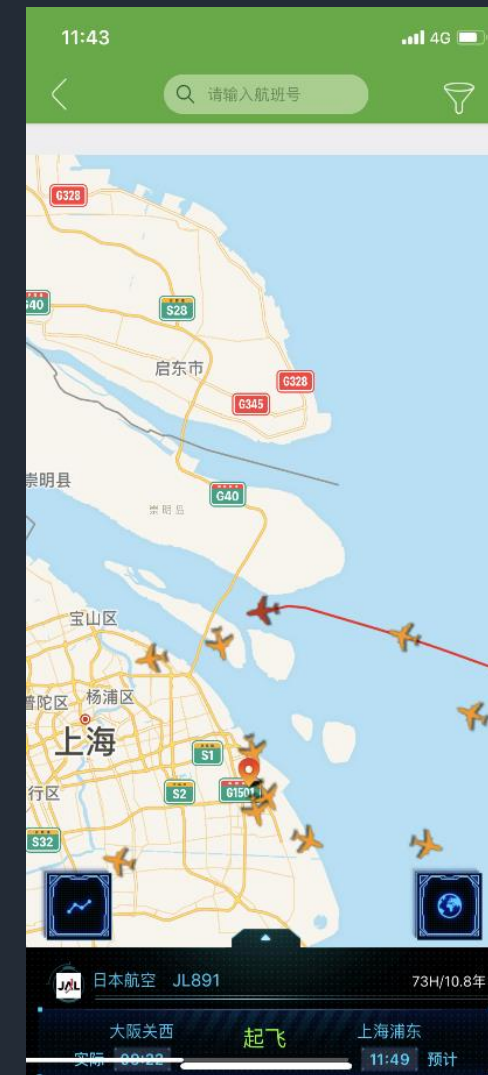 11:43
4G
请输入航班号
G328
G40
S28
启东市
G328
G345
崇明县
G40
崇明岛
宝山区
普陀区
杨浦区
上海
S1
行区
S2
G1501
S32
JAL
日本航空 JL891
73H/10.8年
大阪关西
起飞
上海浦东
实际 09:22
11:49 预计